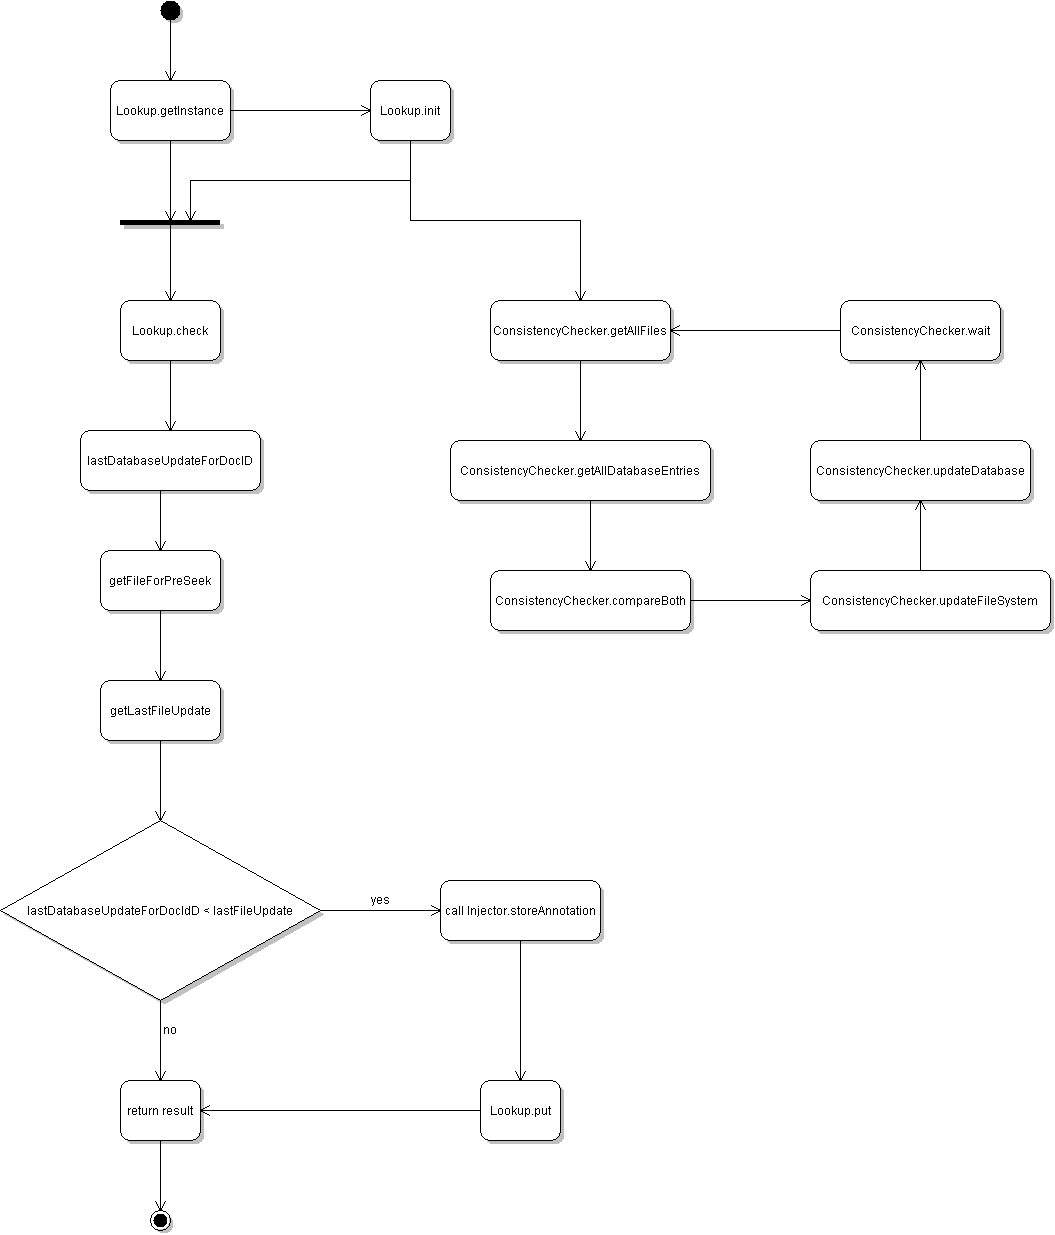 Lookup.getInstance
Lookup.init
Lookup.check
ConsistencyChecker.getAllFiles
ConsistencyChecker.wait
lastDatabaseUpdateForDocID
ConsistencyChecker.getAllDatabaseEntries
ConsistencyChecker.updateDatabase
getFileForPreSeek
ConsistencyChecker.compareBoth
ConsistencyChecker.updateFileSystem
getLastFileUpdate
lastDatabaseUpdateForDocIdD < lastFileUpdate
yes
call Injector.storeAnnotation
no
return result
Lookup.put